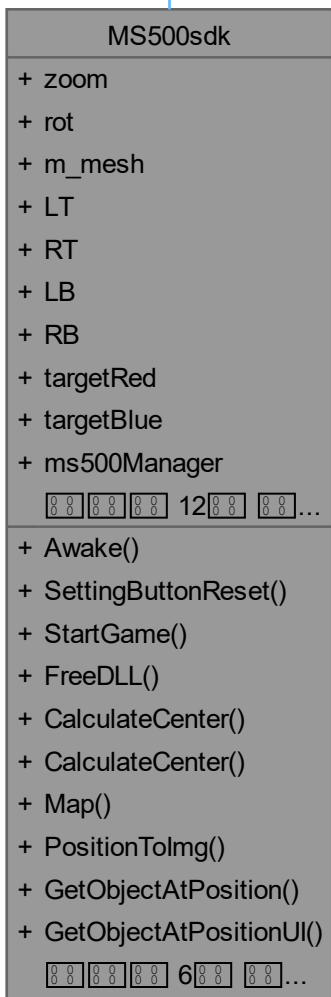 MS500sdk
+ zoom
+ rot
+ m_mesh
+ LT
+ RT
+ LB
+ RB
+ targetRed
+ targetBlue
+ ms500Manager
12 ...
+ Awake()
+ SettingButtonReset()
+ StartGame()
+ FreeDLL()
+ CalculateCenter()
+ CalculateCenter()
+ Map()
+ PositionToImg()
+ GetObjectAtPosition()
+ GetObjectAtPositionUI()
6 ...